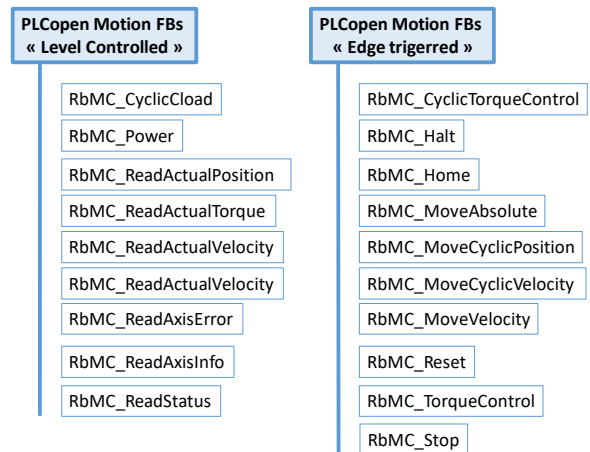 PLCopen Motion FBs
« Level Controlled »
RbMC_CyclicCload
RbMC_Power
RbMC_ReadActualPosition
RbMC_ReadActualTorque
RbMC_ReadActualVelocity
RbMC_ReadActualVelocity
RbMC_ReadAxisError
RbMC_ReadAxisInfo
RbMC_ReadStatus
PLCopen Motion FBs
« Edge trigerred »
RbMC_CyclicTorqueControl
RbMC_Halt
RbMC_Home
RbMC_MoveAbsolute
RbMC_MoveCyclicPosition
RbMC_MoveCyclicVelocity
RbMC_MoveVelocity
RbMC_Reset
RbMC_TorqueControl
RbMC_Stop